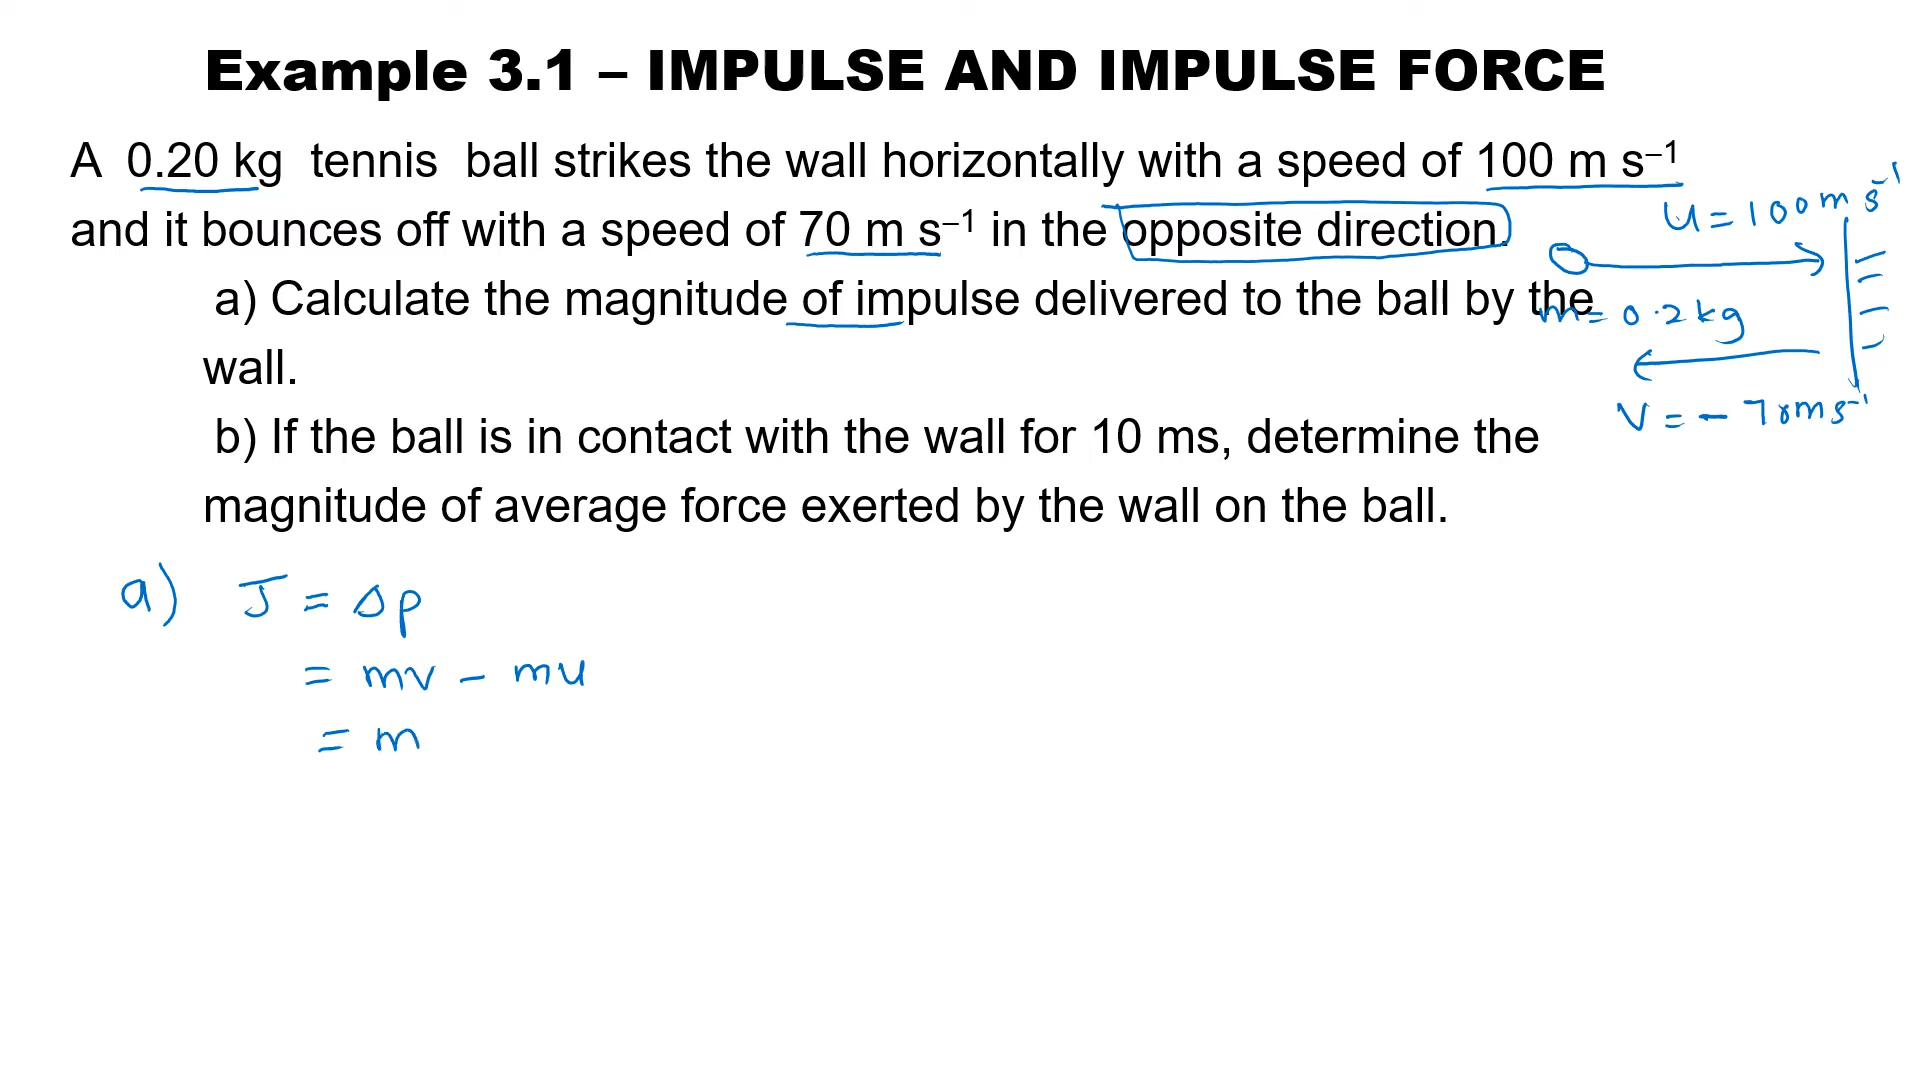 Example 3.1 – IMPULSE AND IMPULSE FORCE
A 0.20 kg tennis ball strikes the wall horizontally with a speed of 100 m s⁻¹
and it bounces off with a speed of 70 m s⁻¹ in the opposite direction.
a) Calculate the magnitude of impulse delivered to the ball by the
wall.
b) If the ball is in contact with the wall for 10 ms, determine the
magnitude of average force exerted by the wall on the ball.
u = 100 m s⁻¹
m = 0.2 kg
v = – 70 m s⁻¹
a) J = Δp
= mv – mu
= m